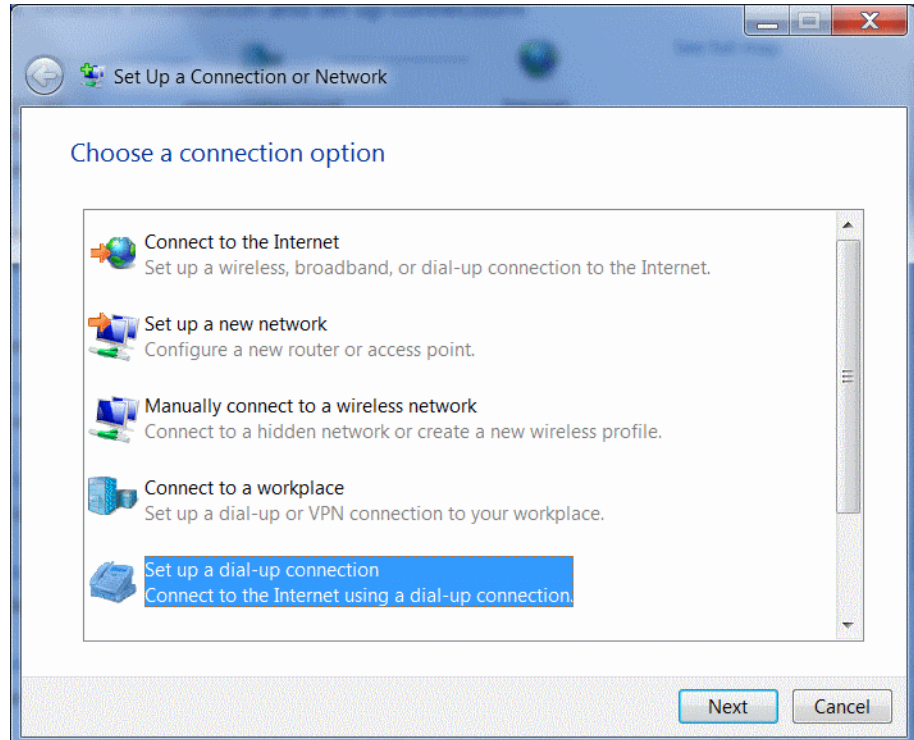 Set Up a Connection or Network
Choose a connection option
Connect to the Internet
Set up a wireless, broadband, or dial-up connection to the Internet.
Set up a new network
Configure a new router or access point.
Manually connect to a wireless network
Connect to a hidden network or create a new wireless profile.
Connect to a workplace
Set up a dial-up or VPN connection to your workplace.
Set up a dial-up connection
Connect to the Internet using a dial-up connection.
Next
Cancel